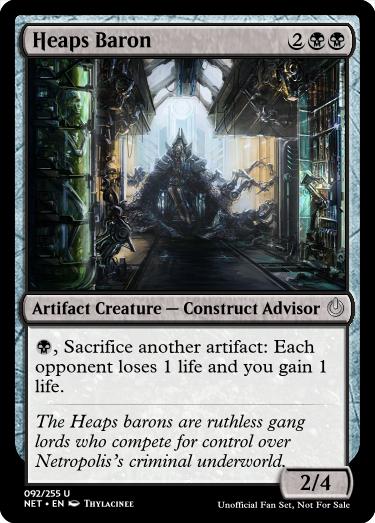 Heaps Baron 2
Artifact Creature — Construct Advisor
, Sacrifice another artifact: Each
opponent loses 1 life and you gain 1
life.
The Heaps barons are ruthless gang
lords who compete for control over
Netropolis's criminal underworld.
2/4
092/255 U
NET • EN Thylacinee
Unofficial Fan Set, Not For Sale